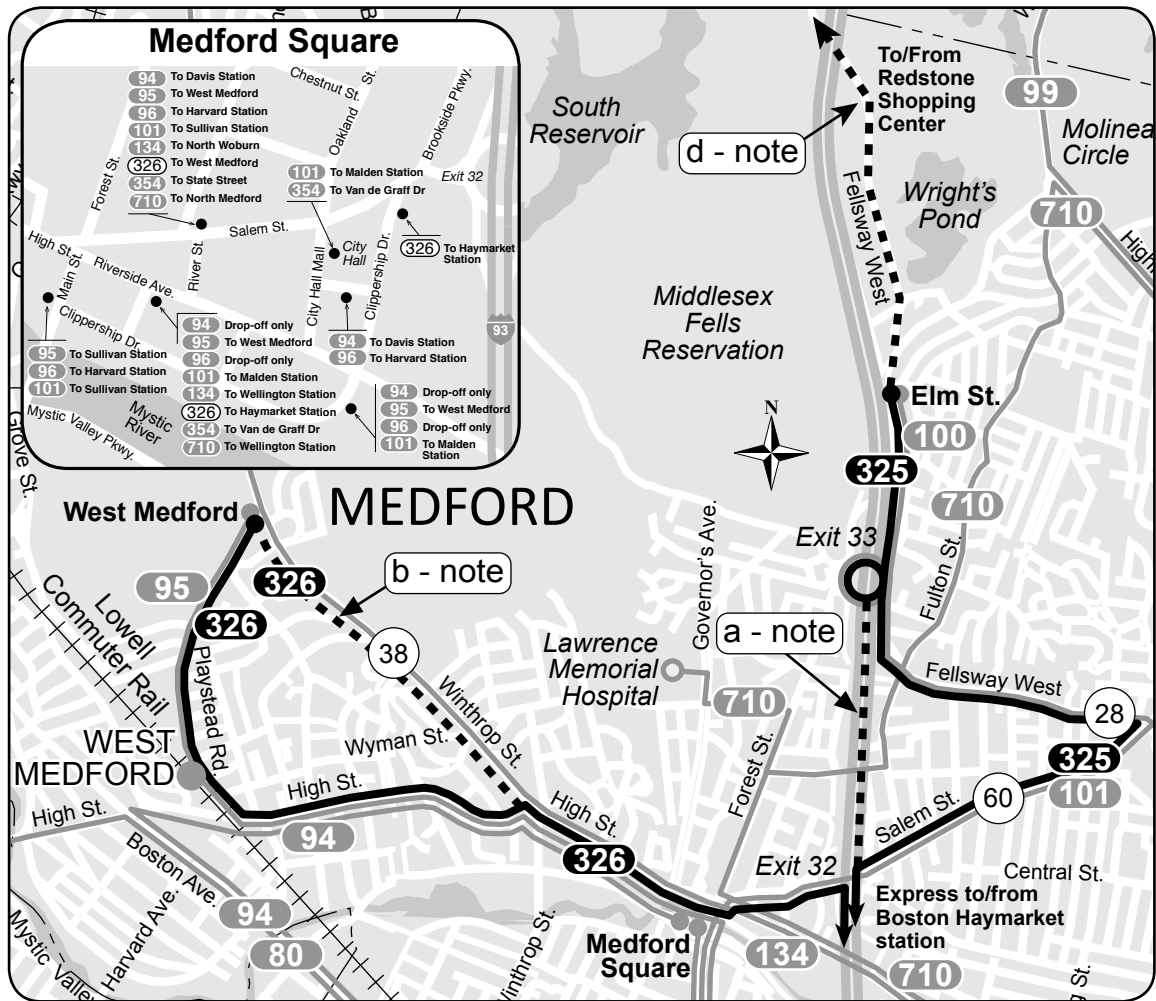 Medford Square
94 To Davis Station
95 To West Medford
96 To Harvard Station
101 To Sullivan Station
134 To North Woburn
326 To West Medford
354 To State Street
710 To North Medford
Chestnut St.
Oakland St.
Brookside Pkwy.
Forest St.
101 To Malden Station
354 To Van de Graff Dr
Exit 32
Salem St.
326 To Haymarket
Station
High St.
Main St.
Riverside Ave.
River St.
City Hall Mall
City
Hall
Clippership Dr.
Clippership Dr.
93
95 To Sullivan Station
96 To Harvard Station
101 To Sullivan Station
94 Drop-off only
95 To West Medford
96 Drop-off only
101 To Malden Station
134 To Wellington Station
326 To Haymarket Station
354 To Van de Graff Dr
710 To Wellington Station
94 To Davis Station
96 To Harvard Station
94 Drop-off only
95 To West Medford
96 Drop-off only
101 To Malden
Station
Mystic
River
Mystic Valley Pkwy.
South
Reservoir
To/From
Redstone
Shopping
Center
99
Molinea
Circle
d - note
Wright's
Pond
710
High
Fellsway West
Middlesex
Fells
Reservation
N
Elm St.
100
325
710
Grove St.
West Medford
MEDFORD
Exit 33
Fulton St.
Governor's Ave.
95
326
326
b - note
a - note
Lowell
Commuter Rail
38
Lawrence
Memorial
Hospital
710
Playstead Rd.
Winthrop St.
Fellsway West
28
WEST
MEDFORD
Wyman St.
Forest St.
325
101
High St.
High St.
High St.
60
Salem St.
94
326
Exit 32
Central St.
Boston Ave.
Express to/from
Boston Haymarket
station
94
Harvard Ave.
80
Winthrop St.
Medford
Square
134
710
Mystic Valley
St.